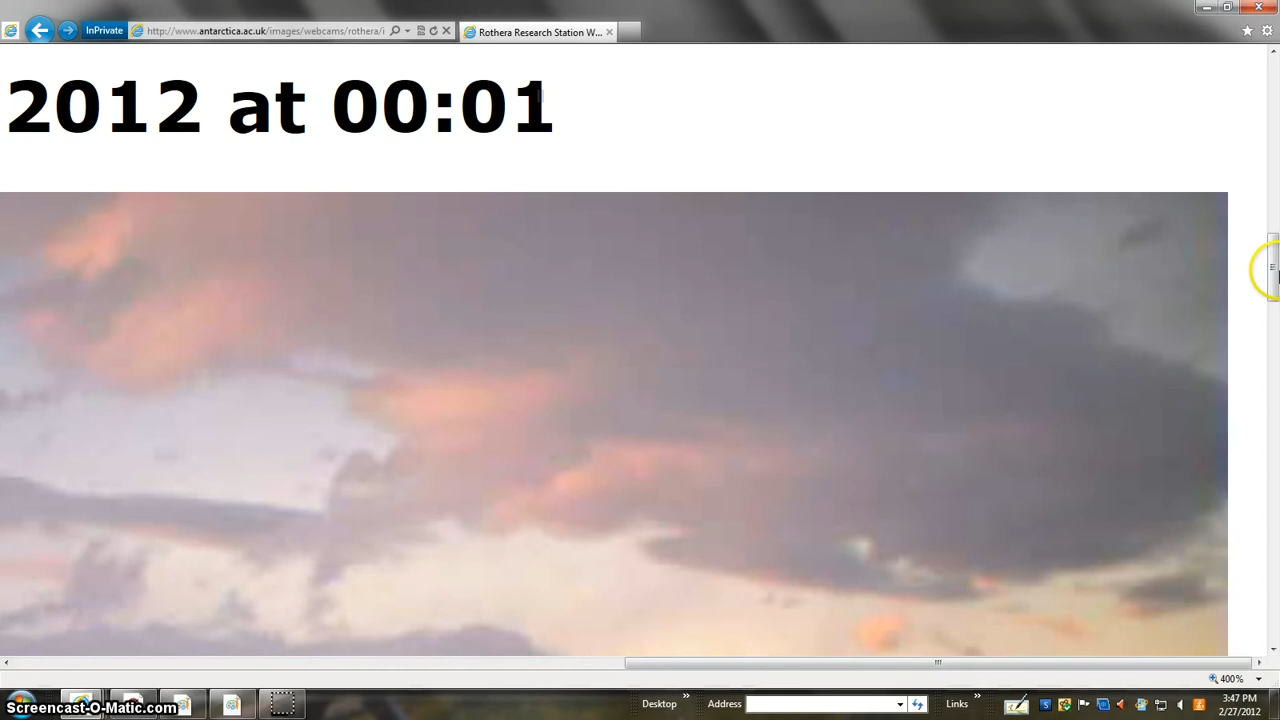 InPrivate
http://www.antarctica.ac.uk/images/webcams/rothera/i
Rothera Research Station W...
2012 at 00:01
400%
Desktop
Address
Links
3:47 PM
2/27/2012
Screencast-O-Matic.com